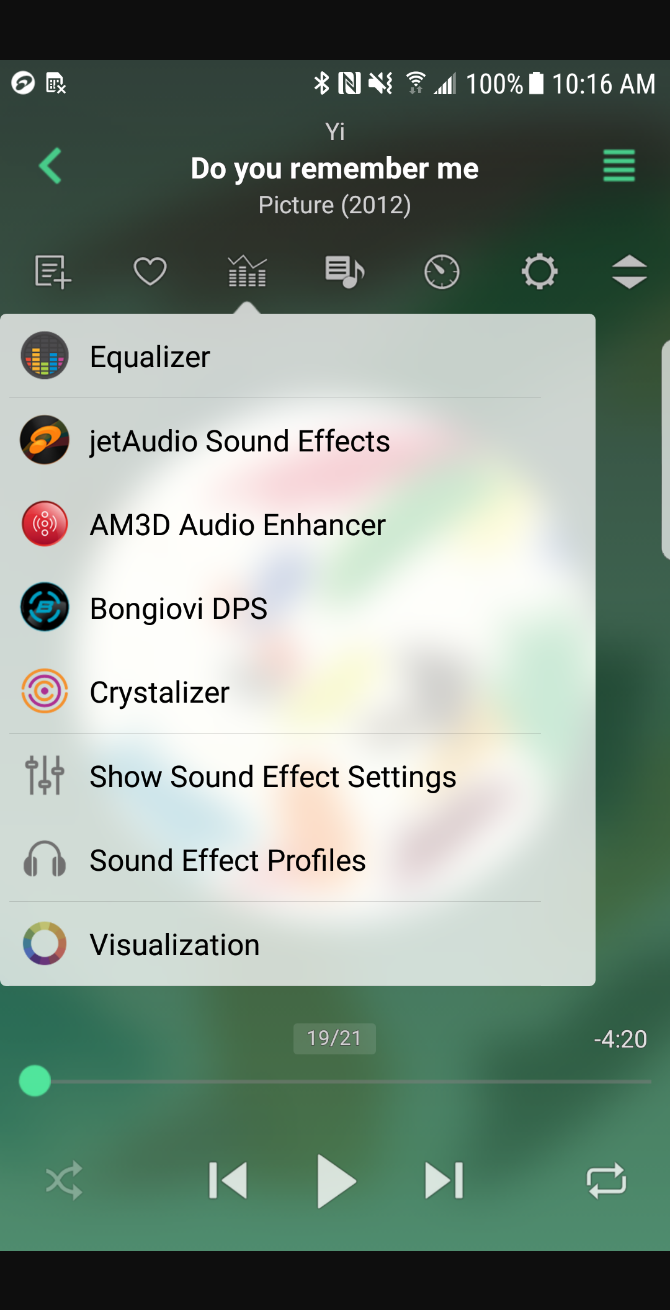 100% 10:16 AM
Yi
Do you remember me
Picture (2012)
Equalizer
jetAudio Sound Effects
AM3D Audio Enhancer
Bongiovi DPS
Crystalizer
Show Sound Effect Settings
Sound Effect Profiles
Visualization
19/21
-4:20